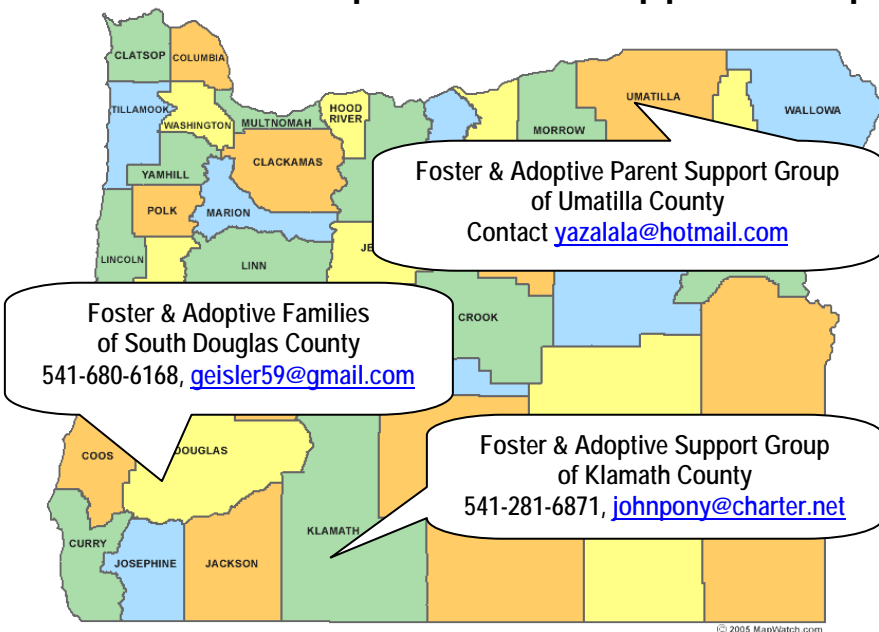 CLATSOP
COLUMBIA
TILLAMOOK
WASHINGTON
MULTNOMAH
HOOD
RIVER
UMATILLA
WALLOWA
MORROW
CLACKAMAS
YAMHILL
POLK
MARION
LINCOLN
LINN
Foster & Adoptive Parent Support Group
of Umatilla County
Contact yazalala@hotmail.com
CROOK
Foster & Adoptive Families
of South Douglas County
541-680-6168, geisler59@gmail.com
COOS
DOUGLAS
Foster & Adoptive Support Group
of Klamath County
541-281-6871, johnpony@charter.net
CURRY
JOSEPHINE
JACKSON
KLAMATH
© 2005 MapWatch.com